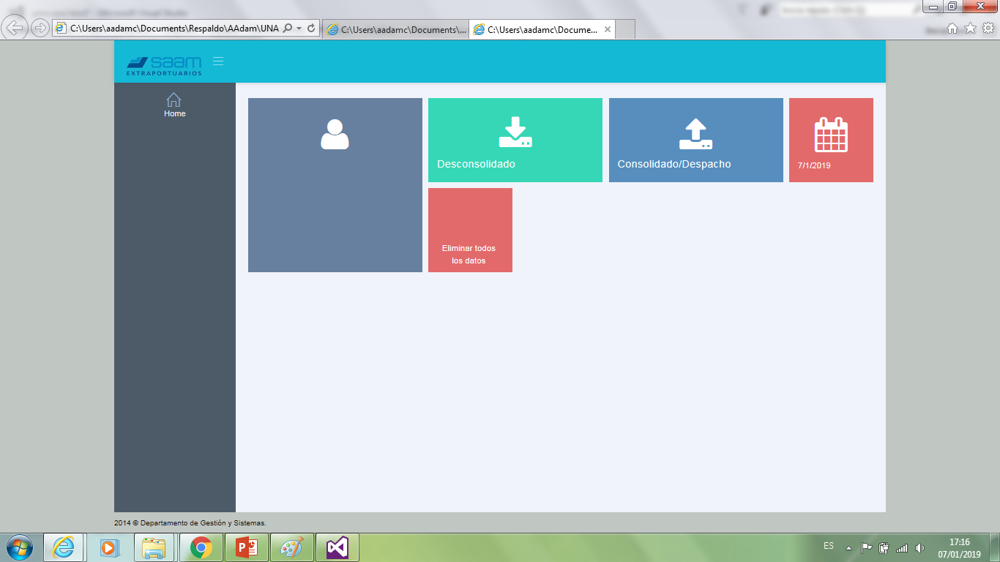 C:\Users\aadamc\Documents\Respaldo\AAdam\UNA
C:\Users\aadamc\Documents\...
C:\Users\aadamc\Docume...
saam
EXTRAPORTUARIOS
Home
Desconsolidado
Consolidado/Despacho
7/1/2019
Eliminar todos
los datos
2014 © Departamento de Gestión y Sistemas.
ES
17:16
07/01/2019